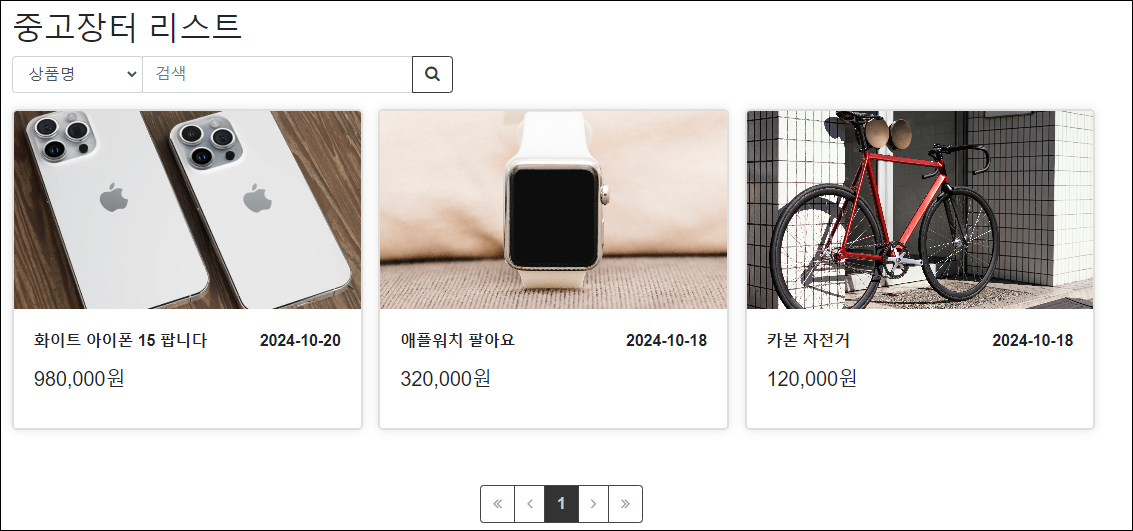 중고장터 리스트
상품명 검색
화이트 아이폰 15 팝니다 2024-10-20
980,000원
애플워치 팔아요 2024-10-18
320,000원
카본 자전거 2024-10-18
120,000원
« ‹ 1 › »